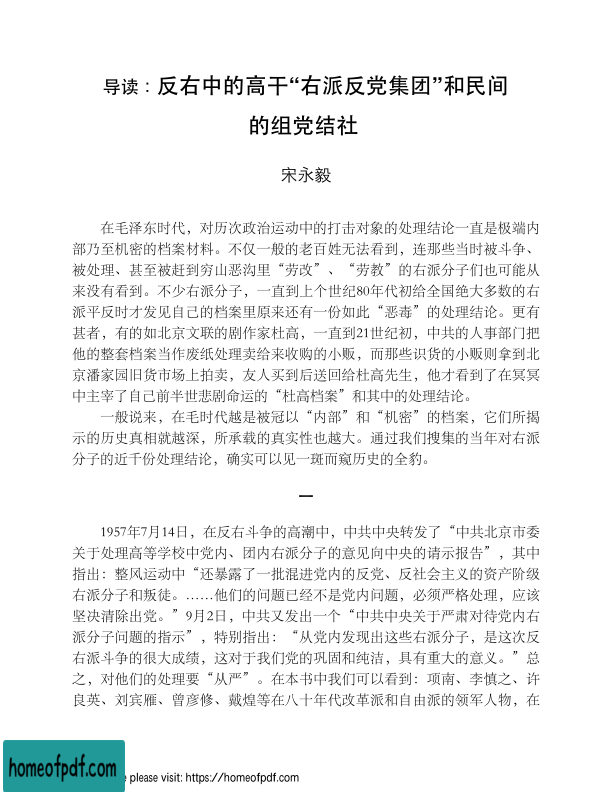 导读：反右中的高干“右派反党集团”和民间
的组党结社
宋永毅
在毛泽东时代，对历次政治运动中的打击对象的处理结论一直是极端内
部乃至机密的档案材料。不仅一般的老百姓无法看到，连那些当时被斗争、
被处理、甚至被赶到穷山恶沟里“劳改”、“劳教”的右派分子们也可能从
来没有看到。不少右派分子，一直到上个世纪80年代初给全国绝大多数的右
派平反时才发见自己的档案里原来还有一份如此“恶毒”的处理结论。更有
甚者，有的如北京文联的剧作家杜高，一直到21世纪初，中共的人事部门把
他的整套档案当作废纸处理卖给来收购的小贩，而那些识货的小贩则拿到北
京潘家园旧货市场上拍卖，友人买到后送回给杜高先生，他才看到了在冥冥
中主宰了自己前半世悲剧命运的“杜高档案”和其中的处理结论。
一般说来，在毛时代越是被冠以“内部”和“机密”的档案，它们所揭
示的历史真相就越深，所承载的真实性也越大。通过我们搜集的当年对右派
分子的近千份处理结论，确实可以见一斑而窥历史的全豹。
一
1957年7月14日，在反右斗争的高潮中，中共中央转发了“中共北京市委
关于处理高等学校中党内、团内右派分子的意见向中央的请示报告”，其中
指出：整风运动中“还暴露了一批混进党内的反党、反社会主义的资产阶级
右派分子和叛徒。……他们的问题已经不是党内问题，必须严格处理，应该
坚决清除出党。”9月2日，中共又发出一个“中共中央关于严肃对待党内右
派分子问题的指示”，特别指出：“从党内发现出这些右派分子，是这次反
右派斗争的很大成绩，这对于我们党的巩固和纯洁，具有重大的意义。”总
之，对他们的处理要“从严”。在本书中我们可以看到：项南、李慎之、许
良英、刘宾雁、曾彦修、戴煌等在八十年代改革派和自由派的领军人物，在
homeofpdf.com
e please visit: https://homeofpdf.com